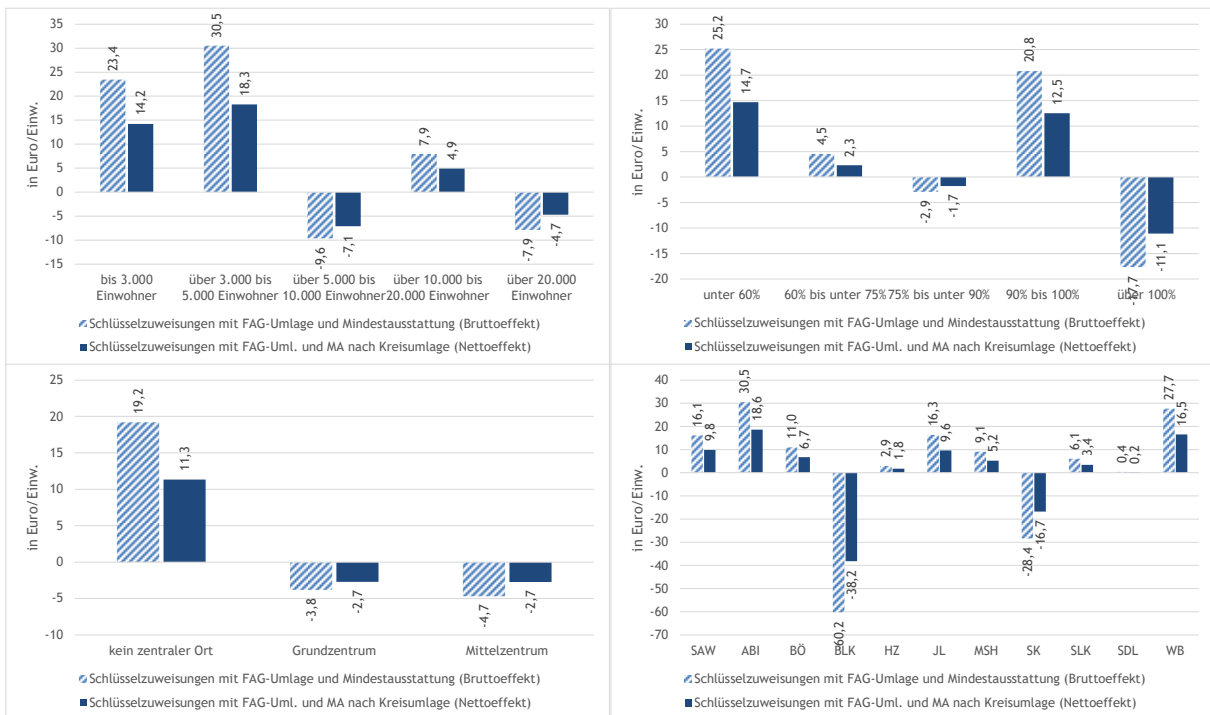 35
30
25
20
15
10
5
0
-5
-10
-15
in Euro/Einw.
23,4
14,2
30,5
18,3
-9,6
-7,1
7,9
4,9
-7,9
-4,7
bis 3.000 Einwohner
über 3.000 bis 5.000 Einwohner
über 5.000 bis 10.000 Einwohner
über 10.000 bis 20.000 Einwohner
über 20.000 Einwohner
Schlüsselzuweisungen mit FAG-Umlage und Mindestausstattung (Bruttoeffekt)
Schlüsselzuweisungen mit FAG-Uml. und MA nach Kreisumlage (Nettoeffekt)
30
25
20
15
10
5
0
-5
-10
-15
-20
in Euro/Einw.
25,2
14,7
4,5
2,3
-2,9
-1,7
20,8
12,5
-17,7
-11,1
unter 60%
60% bis unter 75%
75% bis unter 90%
90% bis 100%
über 100%
Schlüsselzuweisungen mit FAG-Umlage und Mindestausstattung (Bruttoeffekt)
Schlüsselzuweisungen mit FAG-Uml. und MA nach Kreisumlage (Nettoeffekt)
25
20
15
10
5
0
-5
-10
in Euro/Einw.
19,2
11,3
-3,8
-2,7
-4,7
-2,7
kein zentraler Ort
Grundzentrum
Mittelzentrum
Schlüsselzuweisungen mit FAG-Umlage und Mindestausstattung (Bruttoeffekt)
Schlüsselzuweisungen mit FAG-Uml. und MA nach Kreisumlage (Nettoeffekt)
40
30
20
10
0
-10
-20
-30
-40
-50
-60
-70
in Euro/Einw.
16,1
9,8
30,5
18,6
11,0
6,7
-60,2
-38,2
2,9
1,8
16,3
9,6
9,1
5,2
-28,4
-16,7
6,1
3,4
0,4
0,2
27,7
16,5
SAW
ABI
BÖ
BLK
HZ
JL
MSH
SK
SLK
SDL
WB
Schlüsselzuweisungen mit FAG-Umlage und Mindestausstattung (Bruttoeffekt)
Schlüsselzuweisungen mit FAG-Uml. und MA nach Kreisumlage (Nettoeffekt)